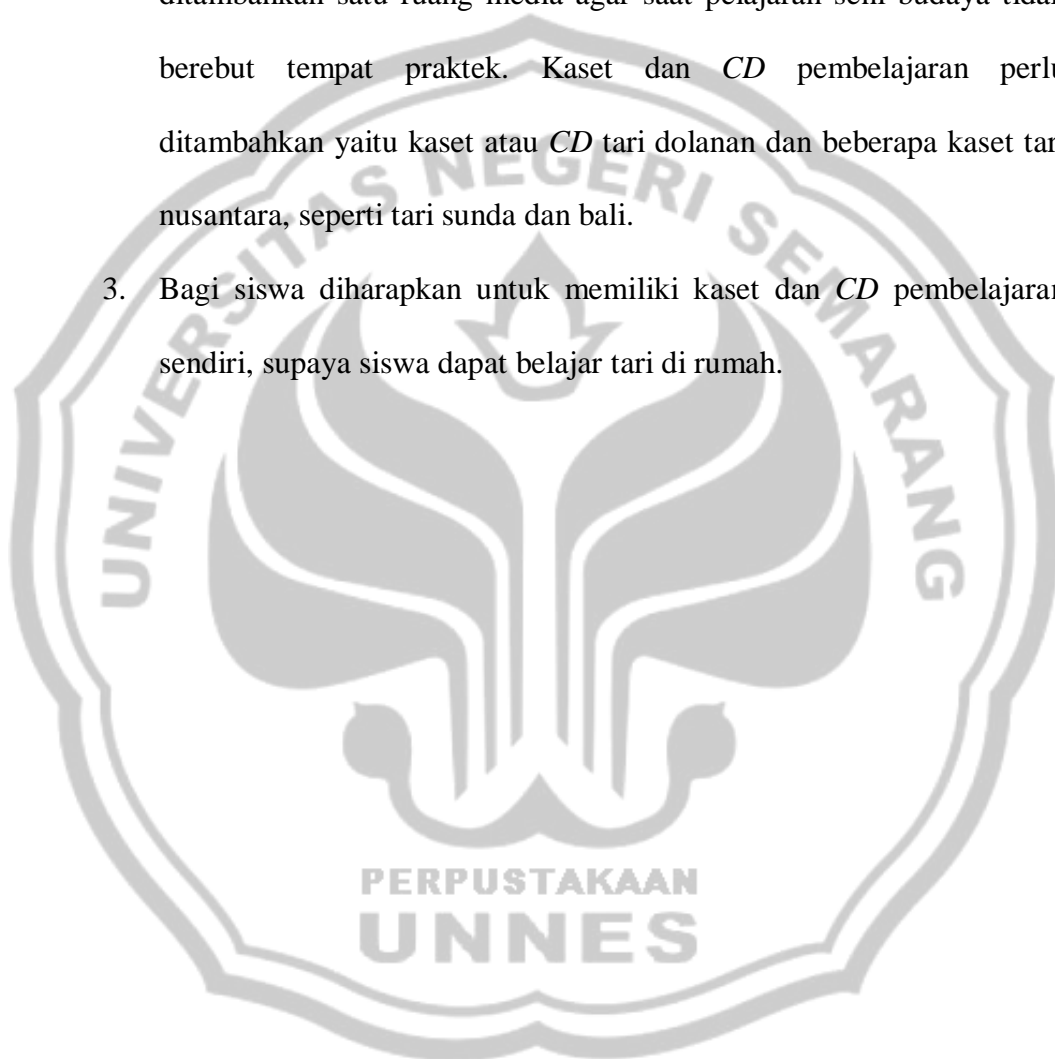 ditambahkan satu ruang media agar saat pelajaran seni budaya
berebut tempat praktek. Kaset dan CD pembelajaran perlu
ditambahkan yaitu kaset atau CD tari dolanan dan beberapa kaset tar
nusantara, seperti tari sunda dan bali.
3. Bagi siswa diharapkan untuk memiliki kaset dan CD pembelajaran
sendiri, supaya siswa dapat belajar tari di rumah.
UNIVERSITAS NEGERI SEMARANG
PERPUSTAKAAN
UNNES